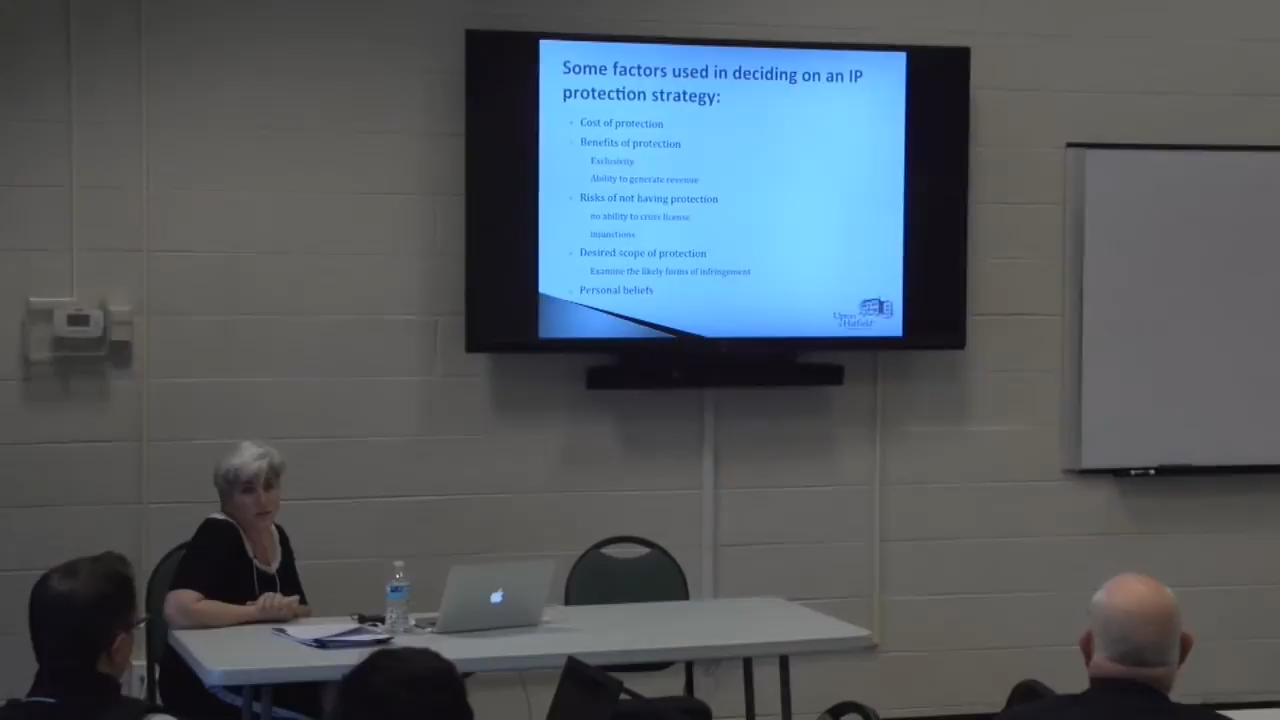 Some factors used in deciding on an IP
protection strategy:
Cost of protection
Benefits of protection
Exclusivity
Ability to generate revenue
Risks of not having protection
no ability to cross license
injunctions
Desired scope of protection
Examine the likely forms of infringement
Personal beliefs
Upton
& Hatfield